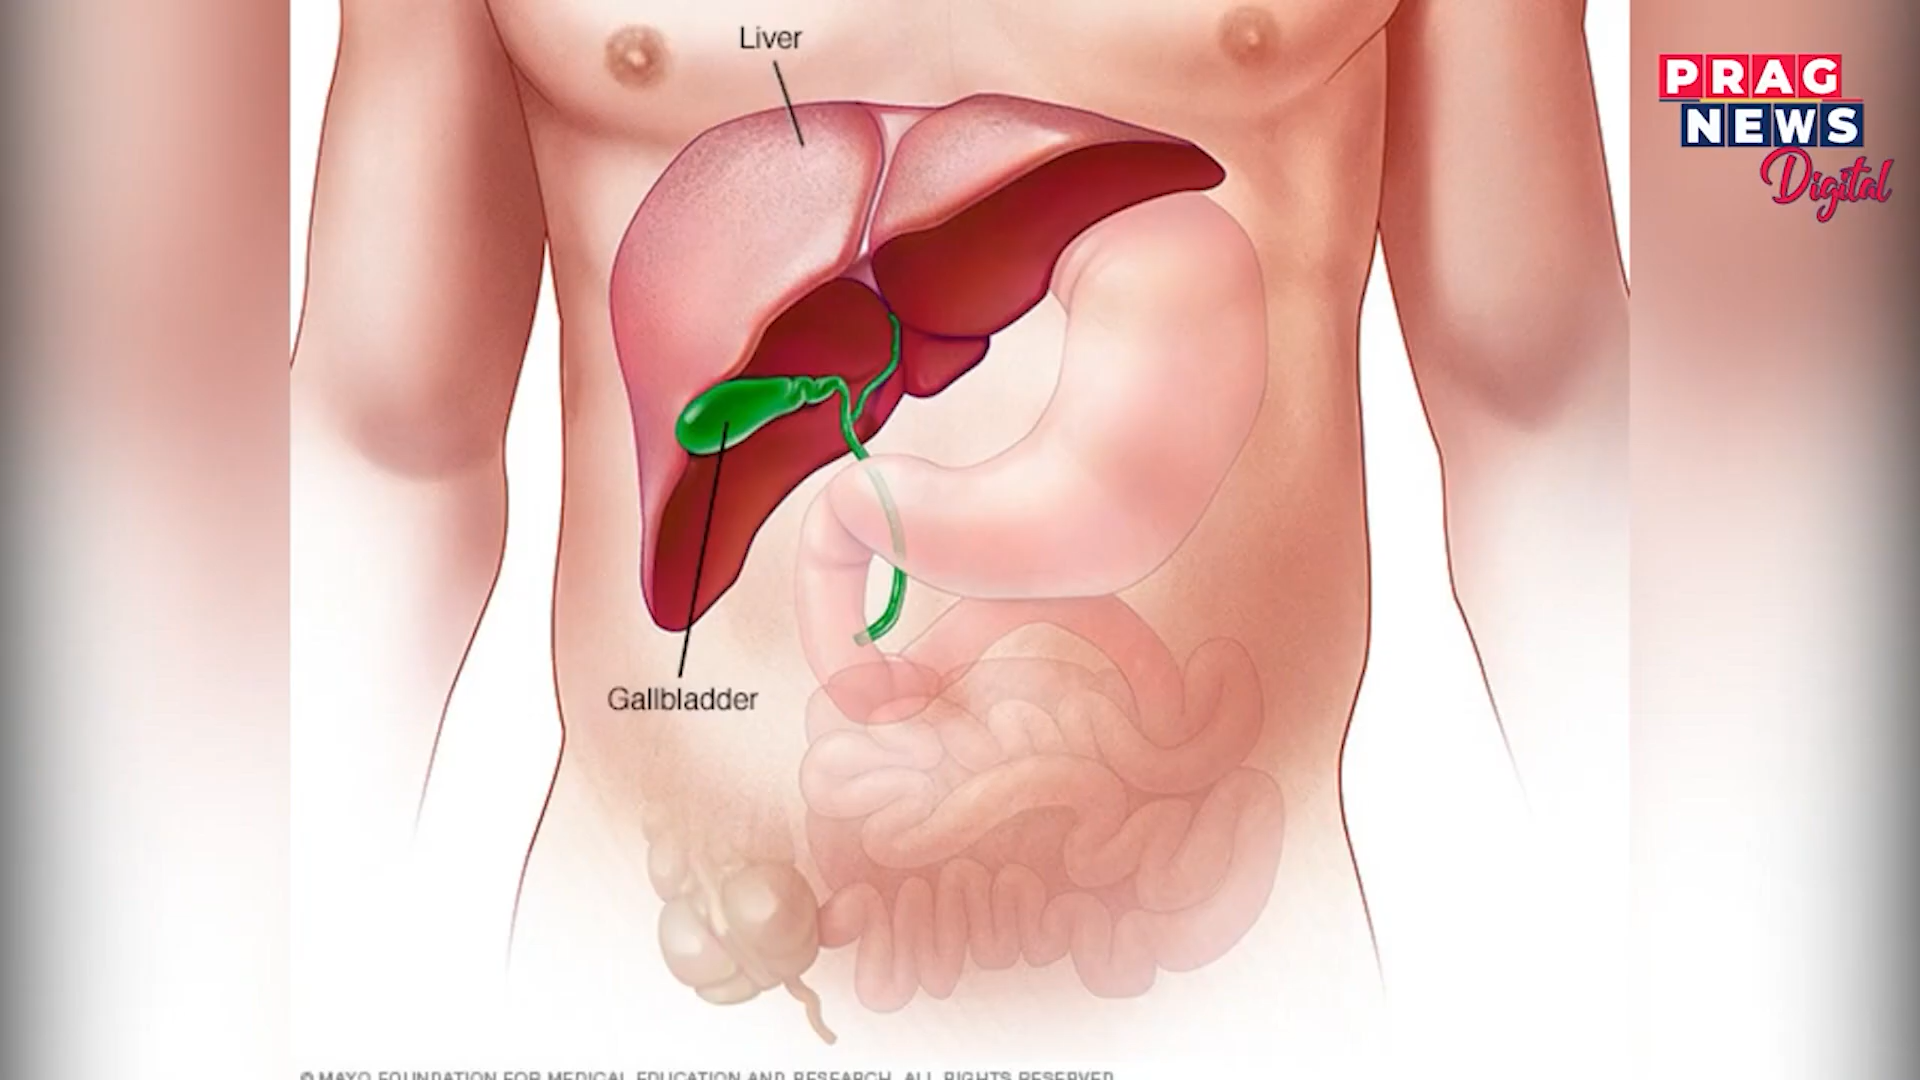 Liver
PRAG
NEWS
Digital
Gallbladder
© MAYO FOUNDATION FOR MEDICAL EDUCATION AND RESEARCH. ALL RIGHTS RESERVED.